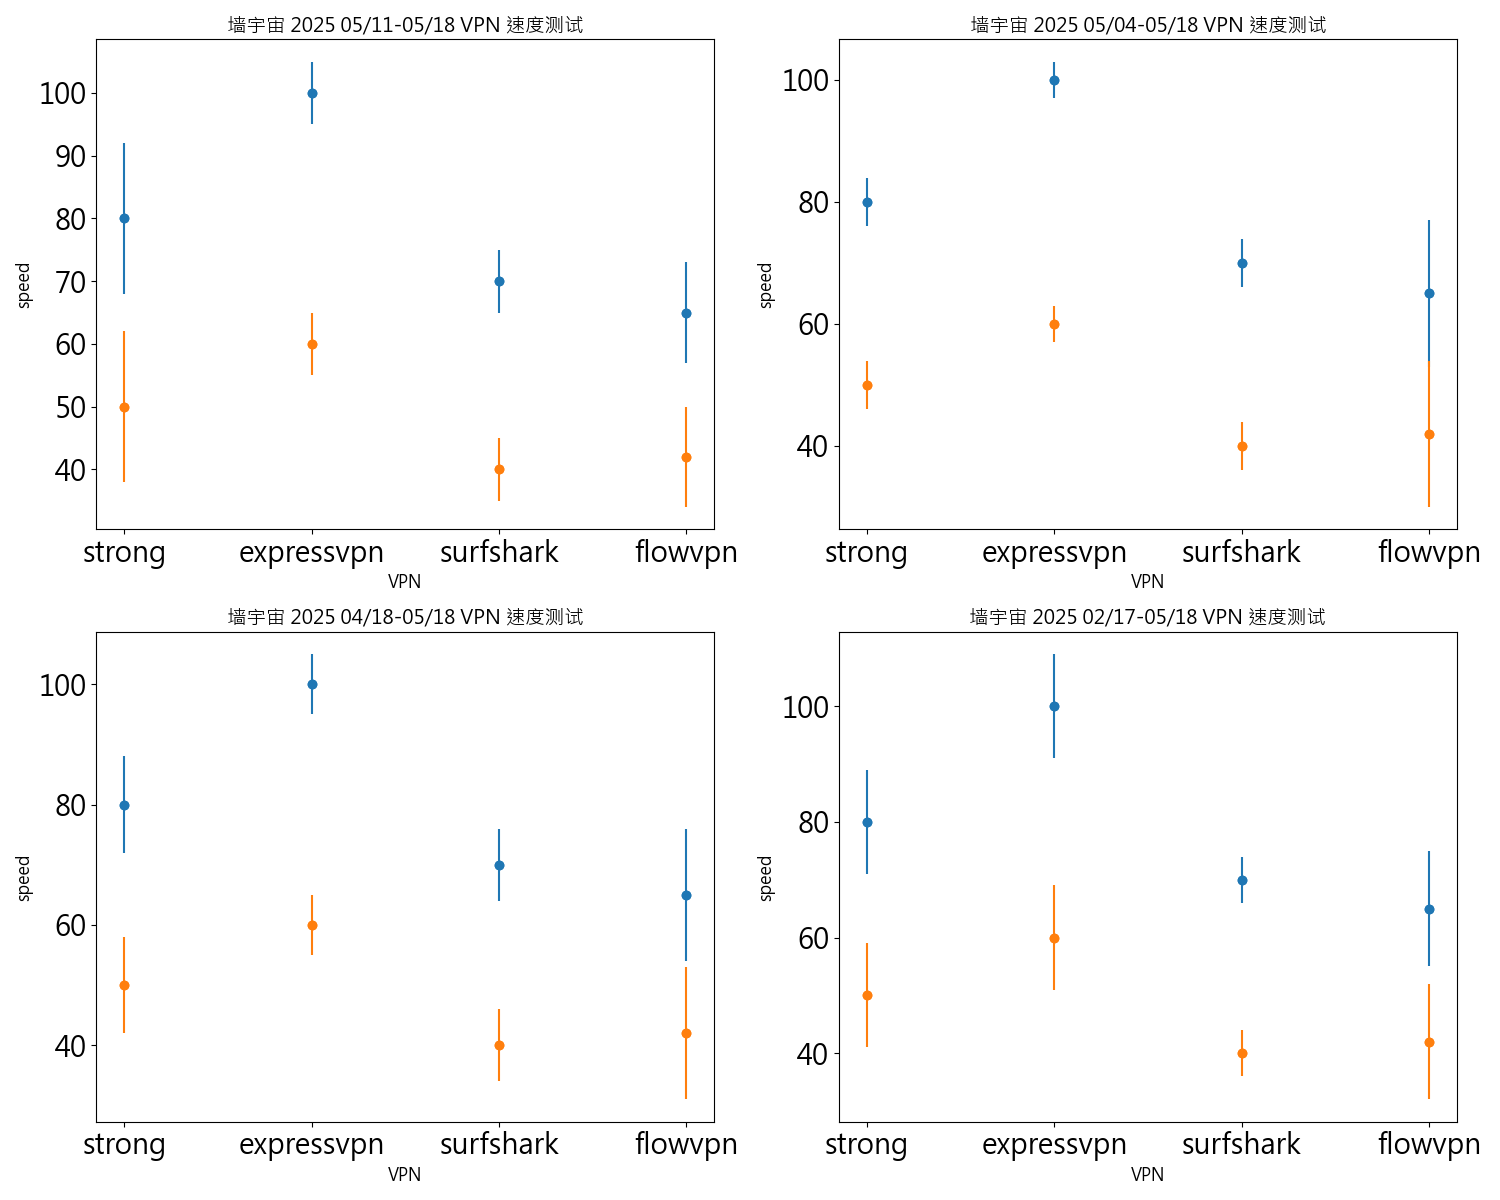 墙宇宙 2025 05/11-05/18 VPN 速度测试
100
90
80
70
60
50
40
speed
strong expressvpn surfshark flowvpn
VPN
墙宇宙 2025 05/04-05/18 VPN 速度测试
100
80
60
40
speed
strong expressvpn surfshark flowvpn
VPN
墙宇宙 2025 04/18-05/18 VPN 速度测试
100
80
60
40
speed
strong expressvpn surfshark flowvpn
VPN
墙宇宙 2025 02/17-05/18 VPN 速度测试
100
80
60
40
speed
strong expressvpn surfshark flowvpn
VPN